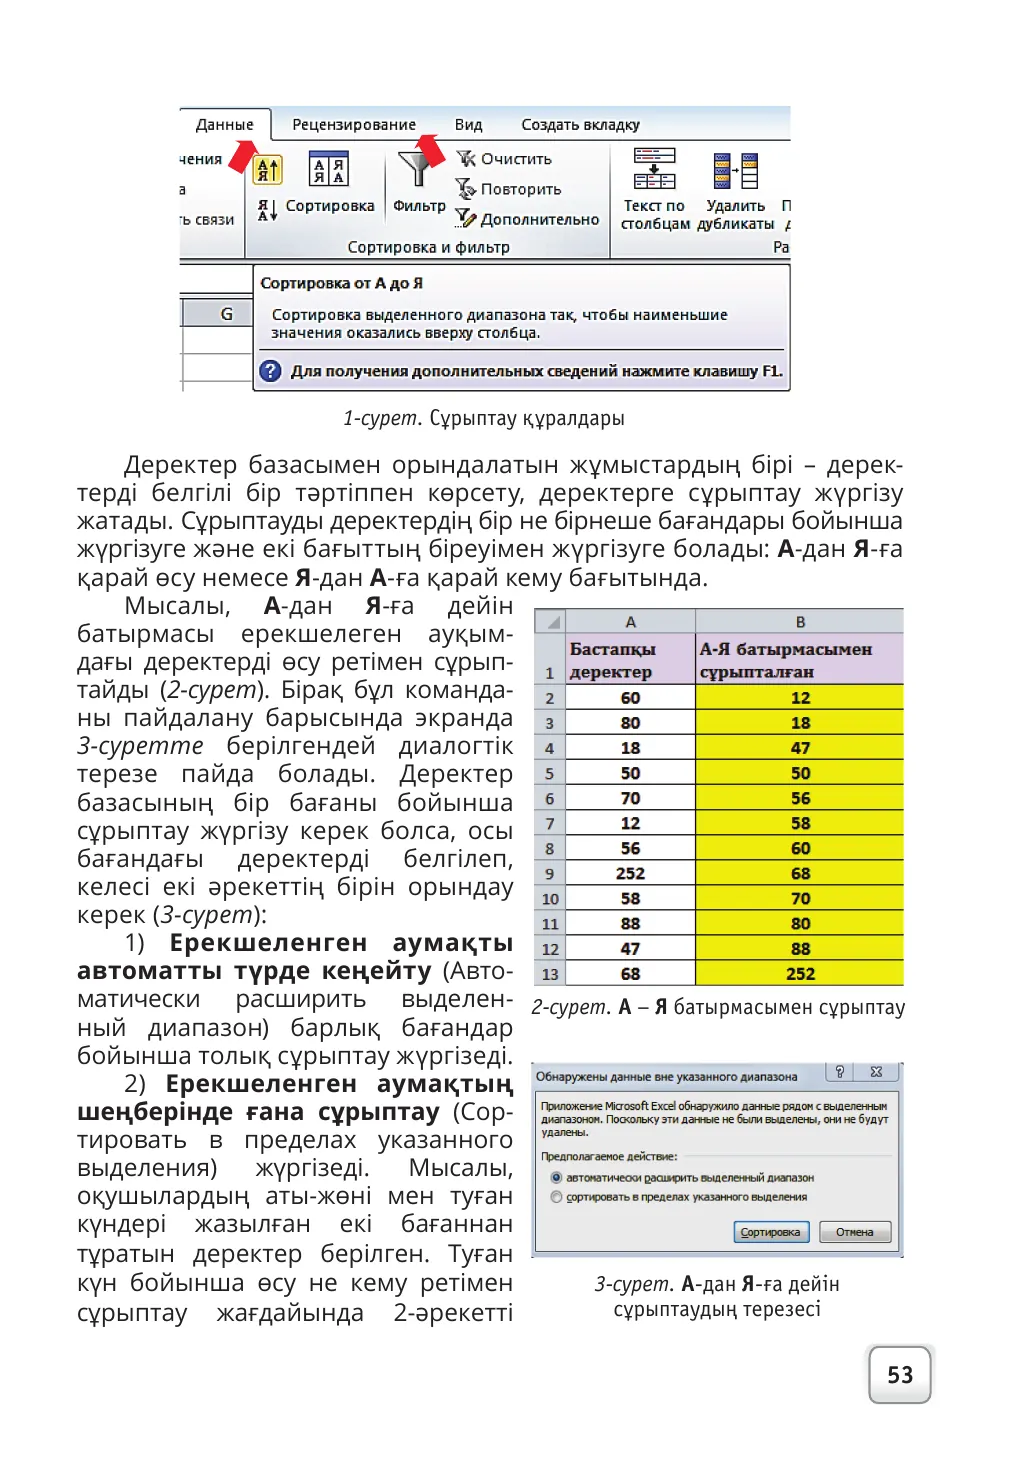 Данные Рецензирование Вид Создать вкладку
чения
а
ть связи
А Я
Я А
А Я
Я А
Сортировка
Фильтр
Очистить
Повторить
Дополнительно
Текст по столбцам
Удалить дубликаты
П
д
Сортировка и фильтр
Ра
G
Сортировка от А до Я
Сортировка выделенного диапазона так, чтобы наименьшие
значения оказались вверху столбца.
? Для получения дополнительных сведений нажмите клавишу F1.
1-сурет. Сұрыптау құралдары
Деректер базасымен орындалатын жұмыстардың бірі – дерек-
терді белгілі бір тәртіппен көрсету, деректерге сұрыптау жүргізу
жатады. Сұрыптауды деректердің бір не бірнеше бағандары бойынша
жүргізуге және екі бағыттың біреуімен жүргізуге болады: А-дан Я-ға
қарай өсу немесе Я-дан А-ға қарай кему бағытында.
Мысалы, А-дан Я-ға дейін
батырмасы ерекшелеген ауқым-
дағы деректерді өсу ретімен сұрып-
тайды (2-сурет). Бірақ бұл команда-
ны пайдалану барысында экранда
3-суретте берілгендей диалогтік
терезе пайда болады. Деректер
базасының бір бағаны бойынша
сұрыптау жүргізу керек болса, осы
бағандағы деректерді белгілеп,
келесі екі әрекеттің бірін орындау
керек (3-сурет):
1) Ерекшеленген аумақты
автоматты түрде кеңейту (Авто-
матически расширить выделен-
ный диапазон) барлық бағандар
бойынша толық сұрыптау жүргізеді.
2) Ерекшеленген аумақтың
шеңберінде ғана сұрыптау (Сор-
тировать в пределах указанного
выделения) жүргізеді. Мысалы,
оқушылардың аты-жөні мен туған
күндері жазылған екі бағаннан
тұратын деректер берілген. Туған
күн бойынша өсу не кему ретімен
сұрыптау жағдайында 2-әрекетті
A B
1 Бастапқы деректер А-Я батырмасымен сұрыпталған
2 60 12
3 80 18
4 18 47
5 50 50
6 70 56
7 12 58
8 56 60
9 252 68
10 58 70
11 88 80
12 47 88
13 68 252
2-сурет. А – Я батырмасымен сұрыптау
Обнаружены данные вне указанного диапазона ?
Приложение Microsoft Excel обнаружило данные рядом с выделенным
диапазоном. Поскольку эти данные не были выделены, они не будут
удалены.
Предполагаемое действие:
автоматически расширить выделенный диапазон
сортировать в пределах указанного выделения
Сортировка Отмена
3-сурет. А-дан Я-ға дейін
сұрыптаудың терезесі
53